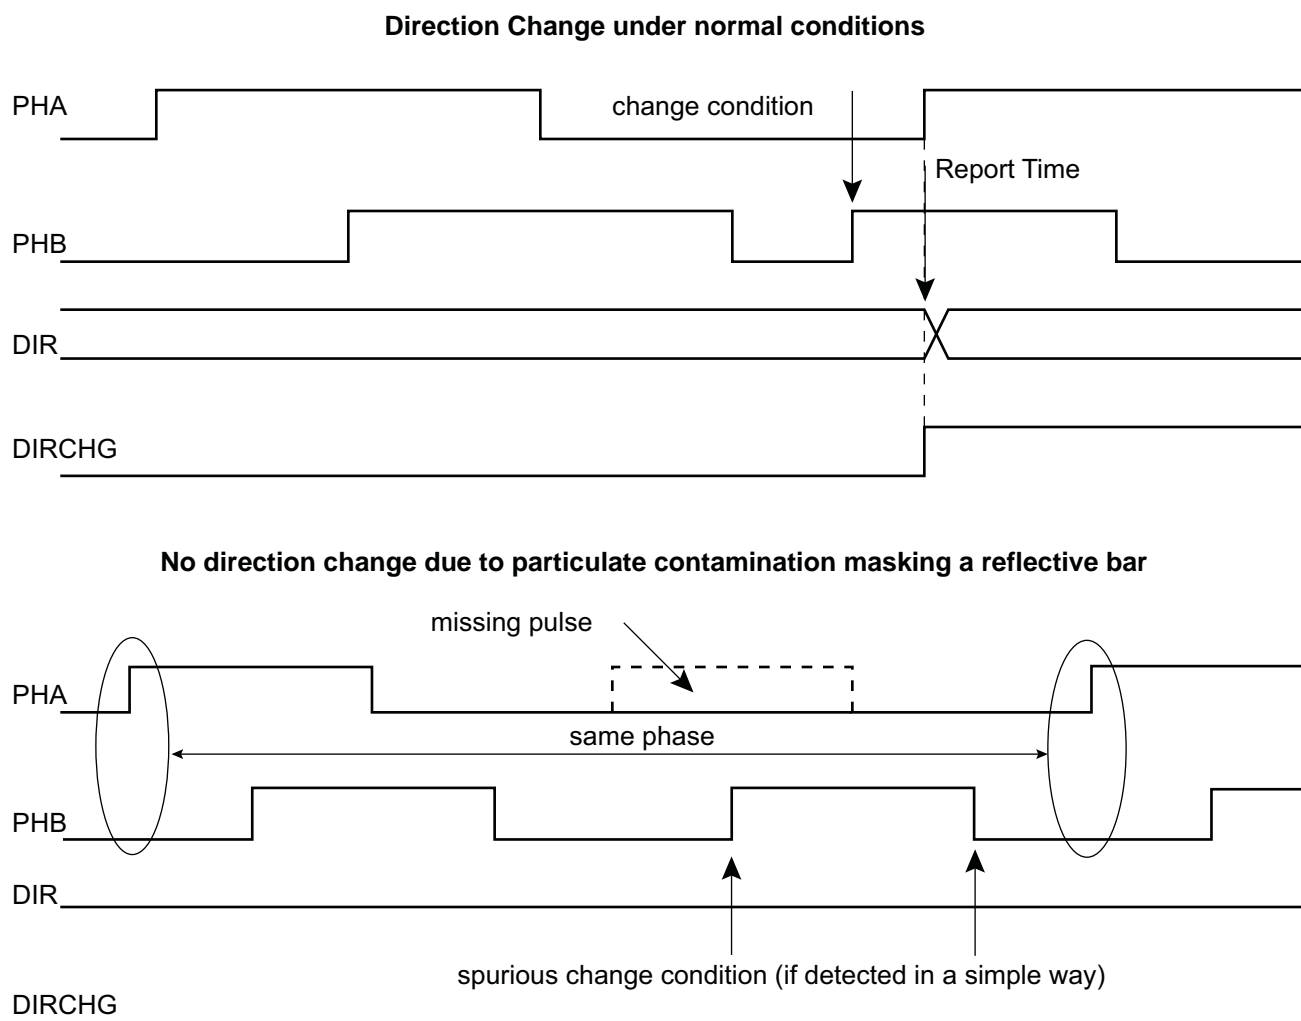 Direction Change under normal conditions
PHA
change condition
Report Time
PHB
DIR
DIRCHG
No direction change due to particulate contamination masking a reflective bar
missing pulse
PHA
same phase
PHB
DIR
spurious change condition (if detected in a simple way)
DIRCHG